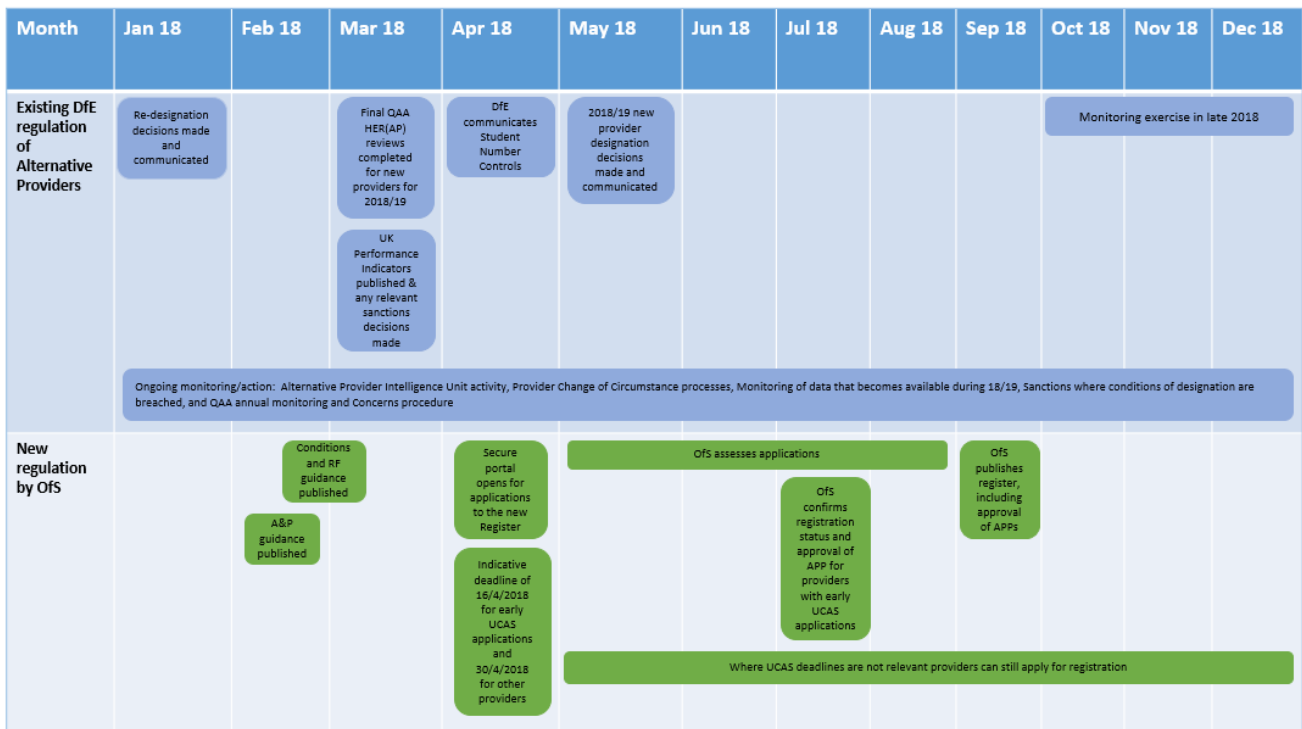 Month
Jan 18
Feb 18
Mar 18
Apr 18
May 18
Jun 18
Jul 18
Aug 18
Sep 18
Oct 18
Nov 18
Dec 18
Existing DfE
regulation
of
Alternative
Providers
Re-designation
decisions made
and
communicated
Final QAA
HER(AP)
reviews
completed
for new
providers for
2018/19
DfE
communicates
Student
Number
Controls
2018/19 new
provider
designation
decisions
made and
communicated
Monitoring exercise in late 2018
UK
Performance
Indicators
published &
any relevant
sanctions
decisions
made
Ongoing monitoring/action: Alternative Provider Intelligence Unit activity, Provider Change of Circumstance processes, Monitoring of data that becomes available during 18/19, Sanctions where conditions of designation are
breached, and QAA annual monitoring and Concerns procedure
New
regulation
by OfS
Conditions
and RF
guidance
published
A&P
guidance
published
Secure
portal
opens for
applications
to the new
Register
Indicative
deadline of
16/4/2018
for early
UCAS
applications
and
30/4/2018
for other
providers
OfS assesses applications
OfS
confirms
registration
status and
approval of
APP for
providers
with early
UCAS
applications
OfS
publishes
register,
including
approval
of APPs
Where UCAS deadlines are not relevant providers can still apply for registration